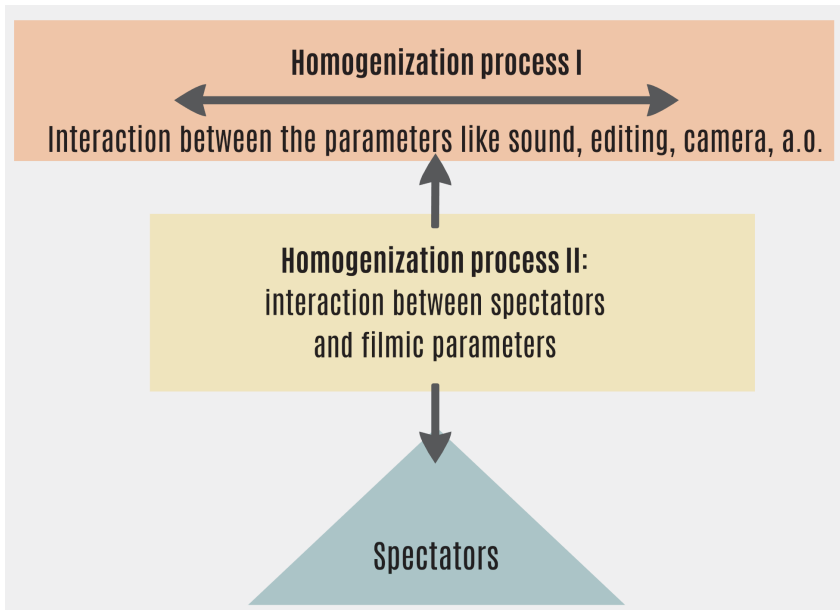 Homogenization process I
Interaction between the parameters like sound, editing, camera, a.o.
Homogenization process II:
interaction between spectators
and filmic parameters
Spectators